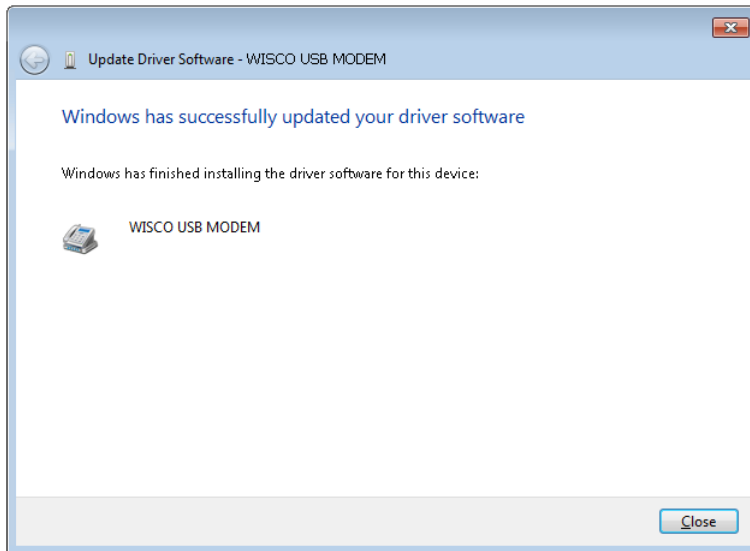 Update Driver Software - WISCO USB MODEM
Windows has successfully updated your driver software
Windows has finished installing the driver software for this device:
WISCO USB MODEM
Close